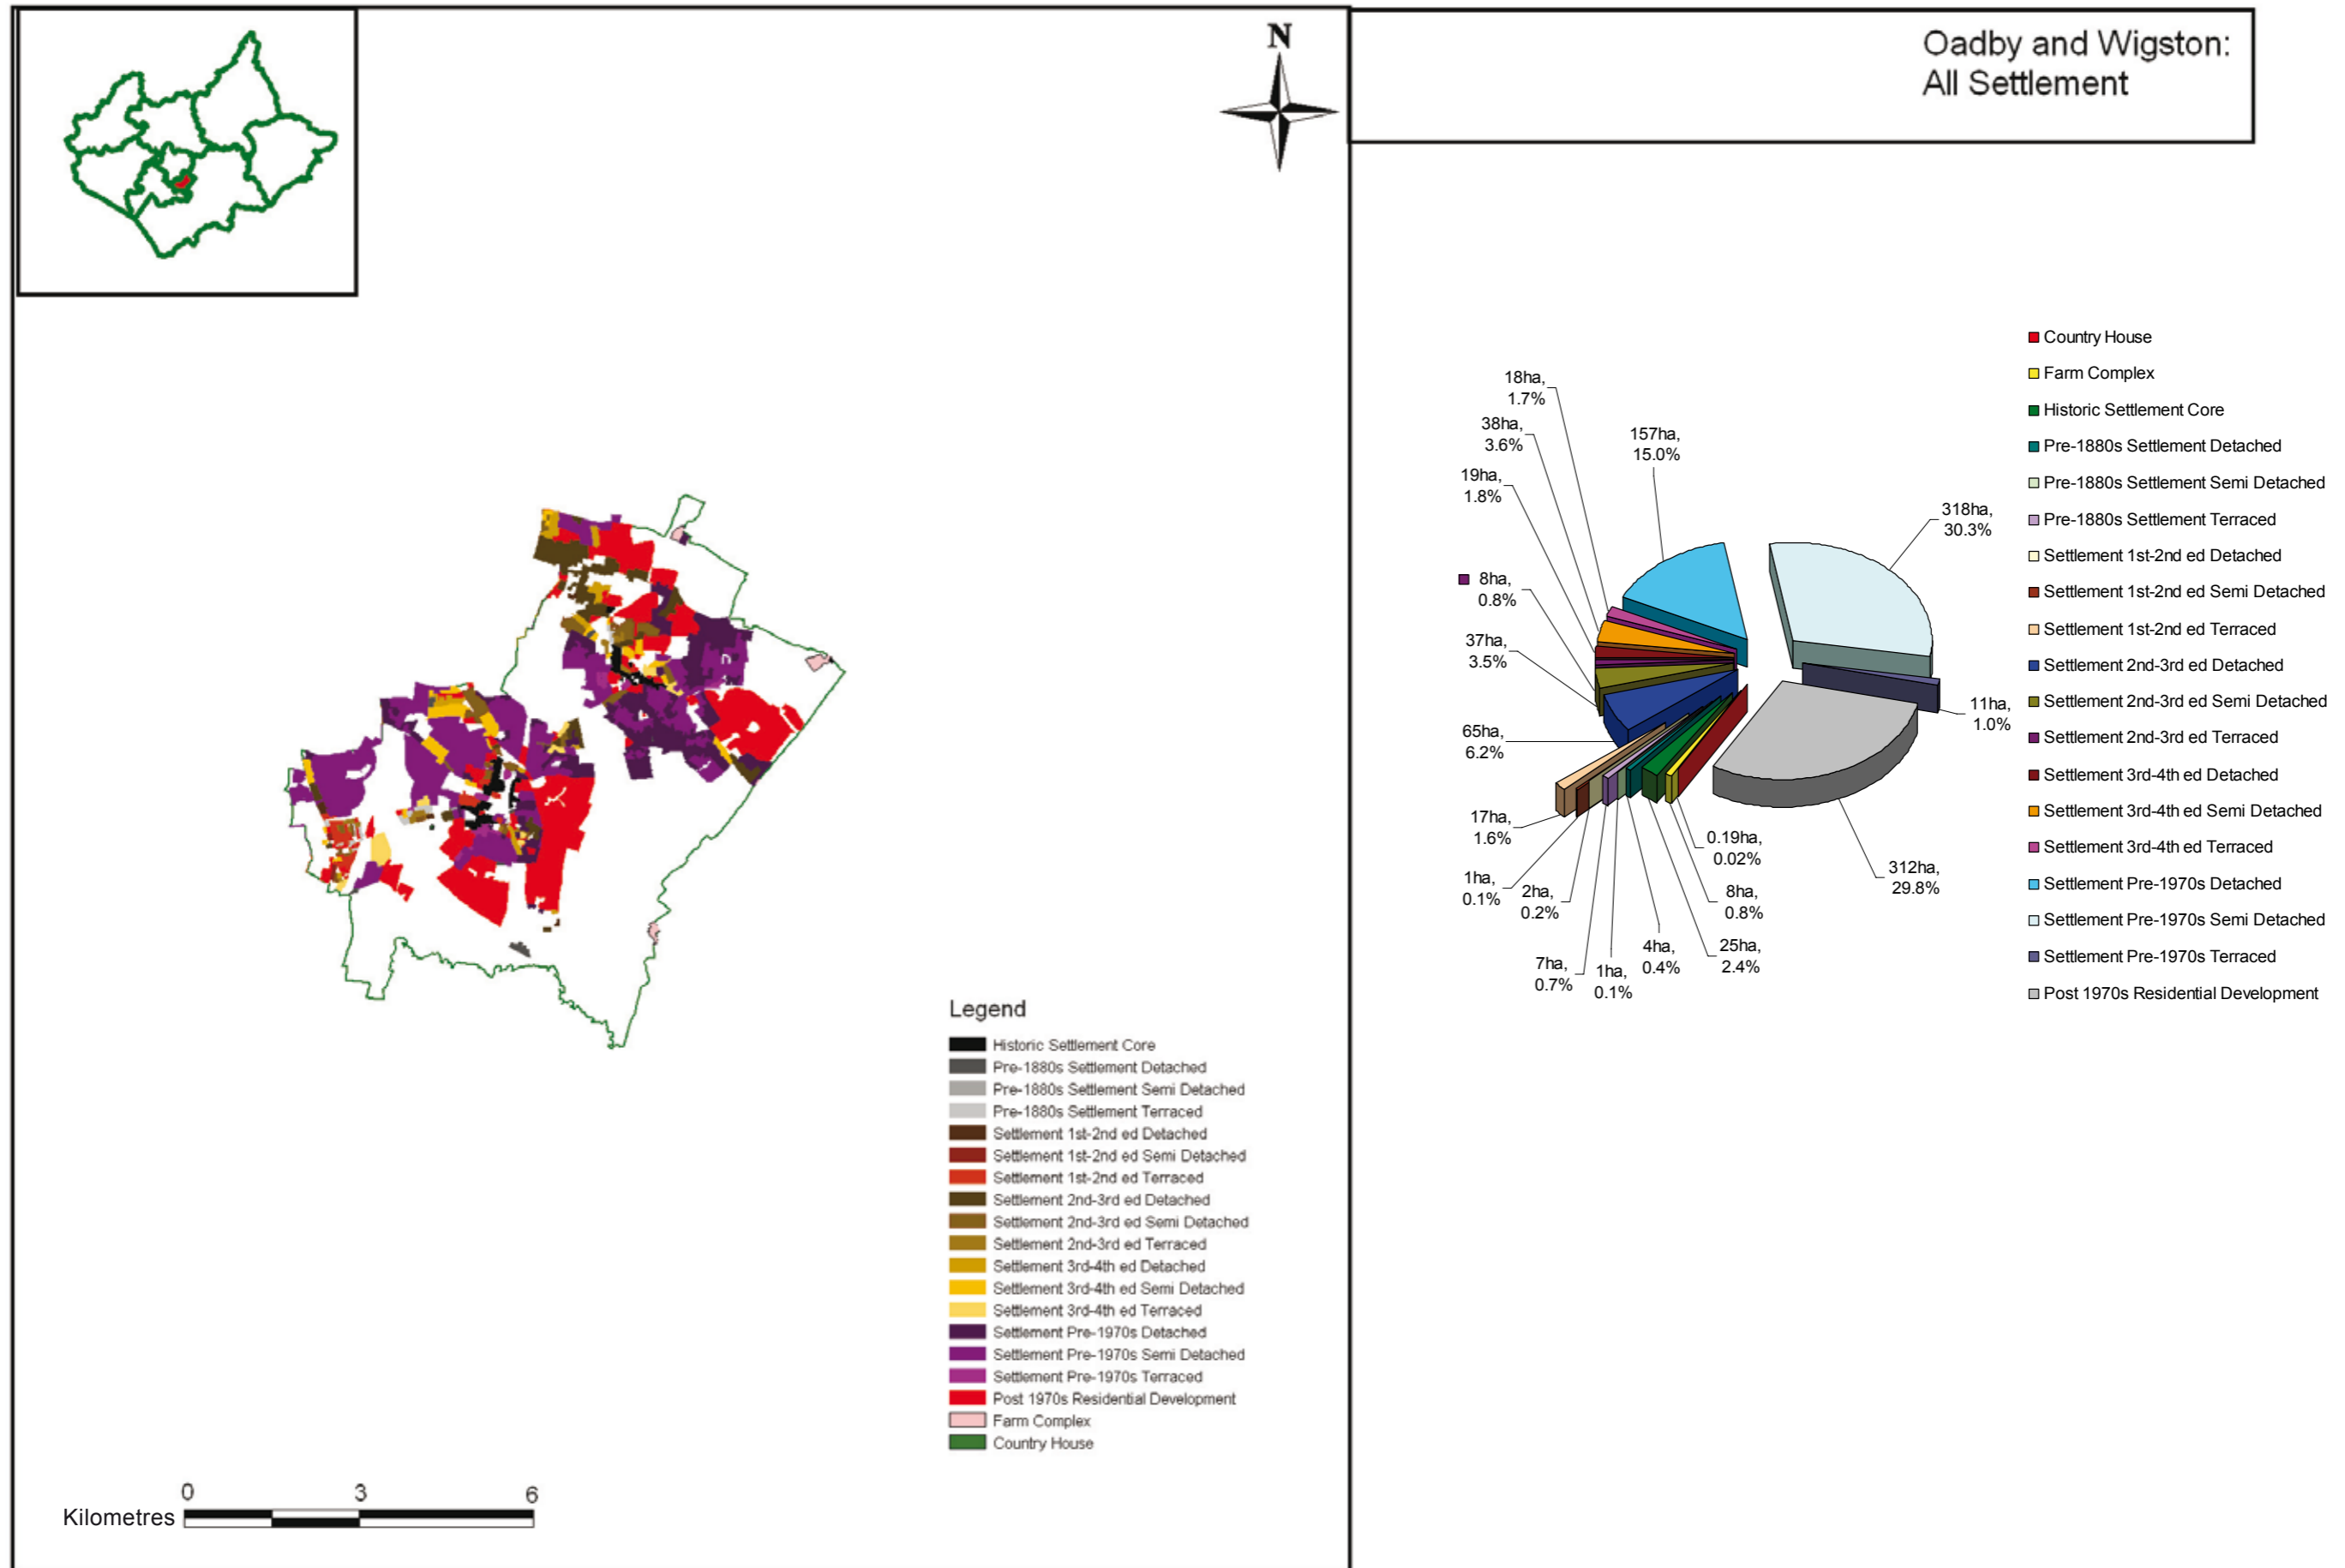 N
Oadby and Wigston:
All Settlement
Legend
Historic Settlement Core
Pre-1880s Settlement Detached
Pre-1880s Settlement Semi Detached
Pre-1880s Settlement Terraced
Settlement 1st-2nd ed Detached
Settlement 1st-2nd ed Semi Detached
Settlement 1st-2nd ed Terraced
Settlement 2nd-3rd ed Detached
Settlement 2nd-3rd ed Semi Detached
Settlement 2nd-3rd ed Terraced
Settlement 3rd-4th ed Detached
Settlement 3rd-4th ed Semi Detached
Settlement 3rd-4th ed Terraced
Settlement Pre-1970s Detached
Settlement Pre-1970s Semi Detached
Settlement Pre-1970s Terraced
Post 1970s Residential Development
Farm Complex
Country House
0 3 6
Kilometres
18ha,
1.7%
38ha,
3.6%
19ha,
1.8%
8ha,
0.8%
37ha,
3.5%
65ha,
6.2%
17ha,
1.6%
1ha,
0.1%
2ha,
0.2%
7ha,
0.7%
1ha,
0.1%
4ha,
0.4%
25ha,
2.4%
8ha,
0.8%
0.19ha,
0.02%
312ha,
29.8%
11ha,
1.0%
318ha,
30.3%
157ha,
15.0%
Country House
Farm Complex
Historic Settlement Core
Pre-1880s Settlement Detached
Pre-1880s Settlement Semi Detached
Pre-1880s Settlement Terraced
Settlement 1st-2nd ed Detached
Settlement 1st-2nd ed Semi Detached
Settlement 1st-2nd ed Terraced
Settlement 2nd-3rd ed Detached
Settlement 2nd-3rd ed Semi Detached
Settlement 2nd-3rd ed Terraced
Settlement 3rd-4th ed Detached
Settlement 3rd-4th ed Semi Detached
Settlement 3rd-4th ed Terraced
Settlement Pre-1970s Detached
Settlement Pre-1970s Semi Detached
Settlement Pre-1970s Terraced
Post 1970s Residential Development